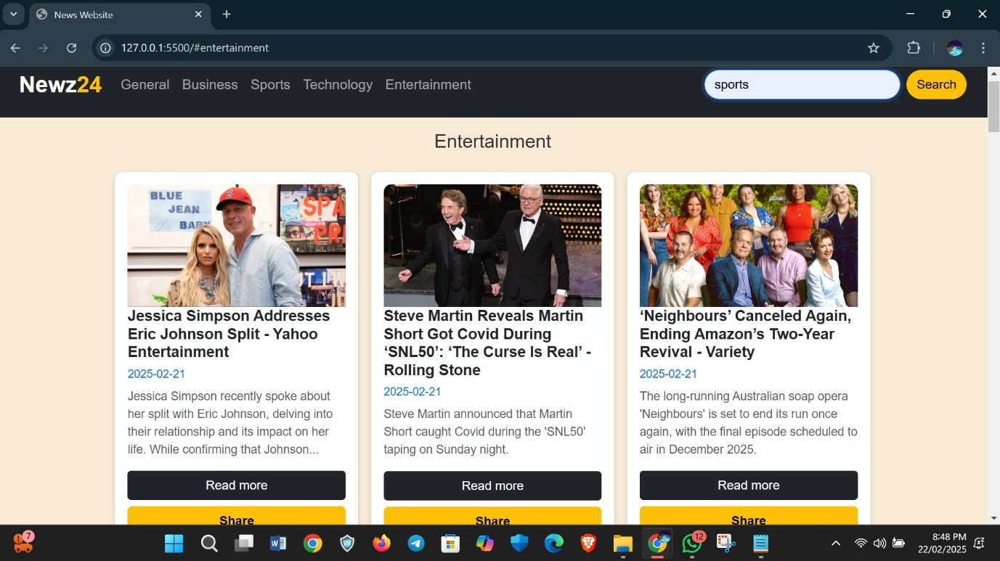 News Website
127.0.0.1:5500/#entertainment
Newz24 General Business Sports Technology Entertainment sports Search
Entertainment
BLUE
JEAN
BABY
SPA
PRI
Jessica Simpson Addresses
Eric Johnson Split - Yahoo
Entertainment
2025-02-21
Jessica Simpson recently spoke about
her split with Eric Johnson, delving into
their relationship and its impact on her
life. While confirming that Johnson...
Read more
Share
Steve Martin Reveals Martin
Short Got Covid During
‘SNL50’: ‘The Curse Is Real’ -
Rolling Stone
2025-02-21
Steve Martin announced that Martin
Short caught Covid during the 'SNL50'
taping on Sunday night.
Read more
Share
‘Neighbours’ Canceled Again,
Ending Amazon’s Two-Year
Revival - Variety
2025-02-21
The long-running Australian soap opera
'Neighbours' is set to end its run once
again, with the final episode scheduled to
air in December 2025.
Read more
Share
7
12
8:48 PM
22/02/2025